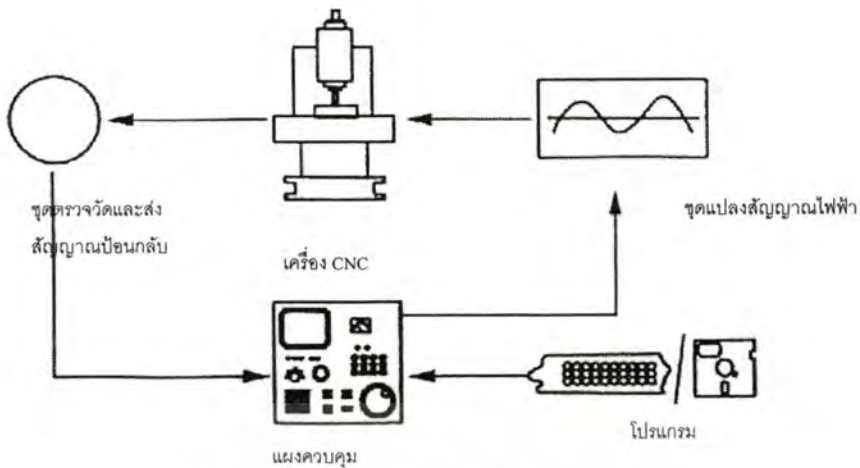 ชุดตรวจวัดและส่ง
สัญญาณป้อนกลับ
ชุดแปลงสัญญาณไฟฟ้า
เครื่อง CNC
โปรแกรม
แผงควบคุม